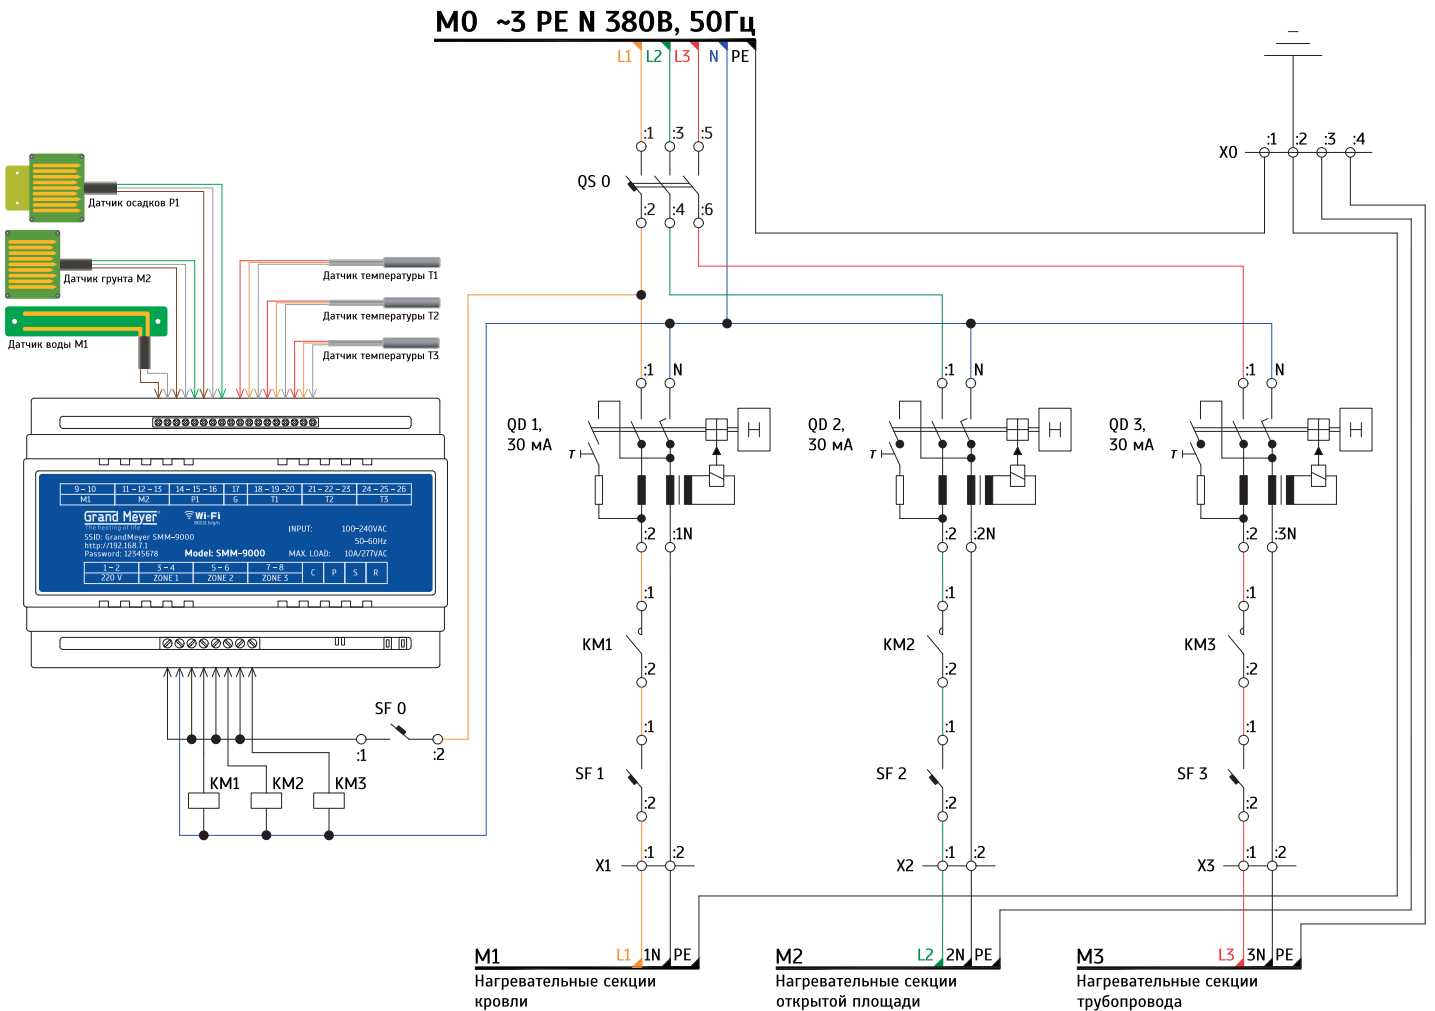 M0 ~3 PE N 380В, 50Гц
L1 L2 L3 N PE
:1 :3 :5
QS 0
:2 :4 :6
X0 :1 :2 :3 :4
Датчик осадков P1
Датчик грунта M2
Датчик воды M1
Датчик температуры T1
Датчик температуры T2
Датчик температуры T3
9 – 10 11 – 12 – 13 14 – 15 – 16 17 18 – 19 – 20 21 – 22 – 23 24 – 25 – 26
M1 M2 P1 G T1 T2 T3
Grand Meyer
The heating of life
Wi-Fi
802.11 b/g/n
SSID: GrandMeyer SMM-9000
http://192.168.7.1
Password: 12345678
Model: SMM-9000
INPUT: 100-240VAC
50-60Hz
MAX. LOAD: 10A/277VAC
1 – 2 3 – 4 5 – 6 7 – 8
220 V ZONE 1 ZONE 2 ZONE 3 C P S R
SF 0
:1 :2
KM1 KM2 KM3
:1 N
QD 1,
30 мА
T
H
:2 :1N
:1
KM1
:2
:1
SF 1
:2
X1 :1 :2
M1 L1 1N PE
Нагревательные секции
кровли
:1 N
QD 2,
30 мА
T
H
:2 :2N
:1
KM2
:2
:1
SF 2
:2
X2 :1 :2
M2 L2 2N PE
Нагревательные секции
открытой площади
:1 N
QD 3,
30 мА
T
H
:2 :3N
:1
KM3
:2
:1
SF 3
:2
X3 :1 :2
M3 L3 3N PE
Нагревательные секции
трубопровода